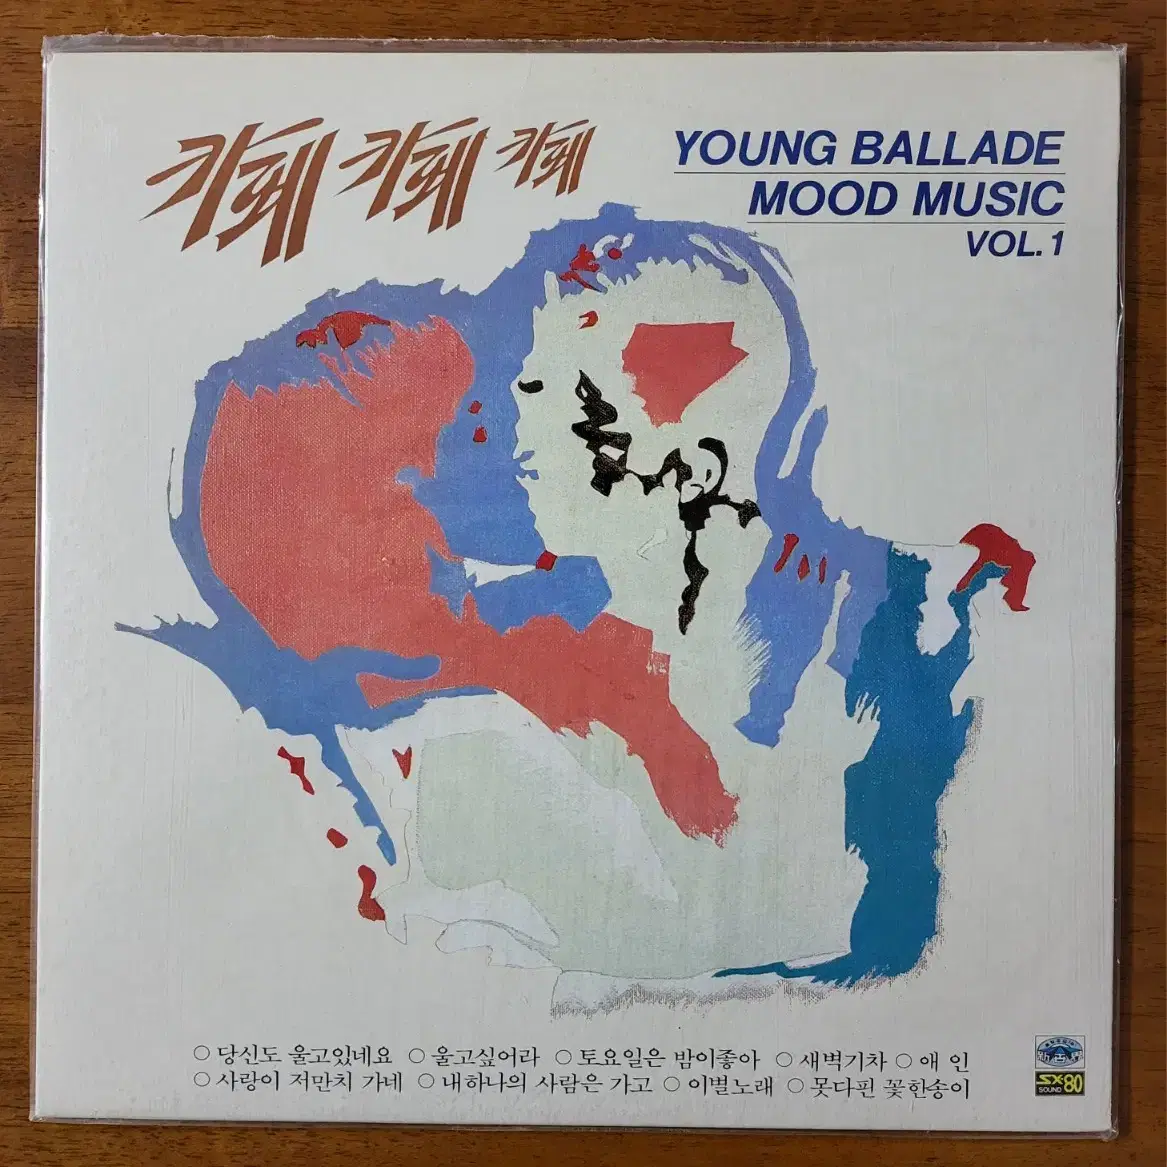 카페 카페 카페
YOUNG BALLADE
MOOD MUSIC
VOL. 1
○ 당신도 울고있네요 ○ 울고싶어라 ○ 토요일은 밤이좋아 ○ 새벽기차 ○ 애 인
○ 사랑이 저만치 가네 ○ 내하나의 사람은 가고 ○ 이별노래 ○ 못다핀 꽃한송이
SX-80
SOUND